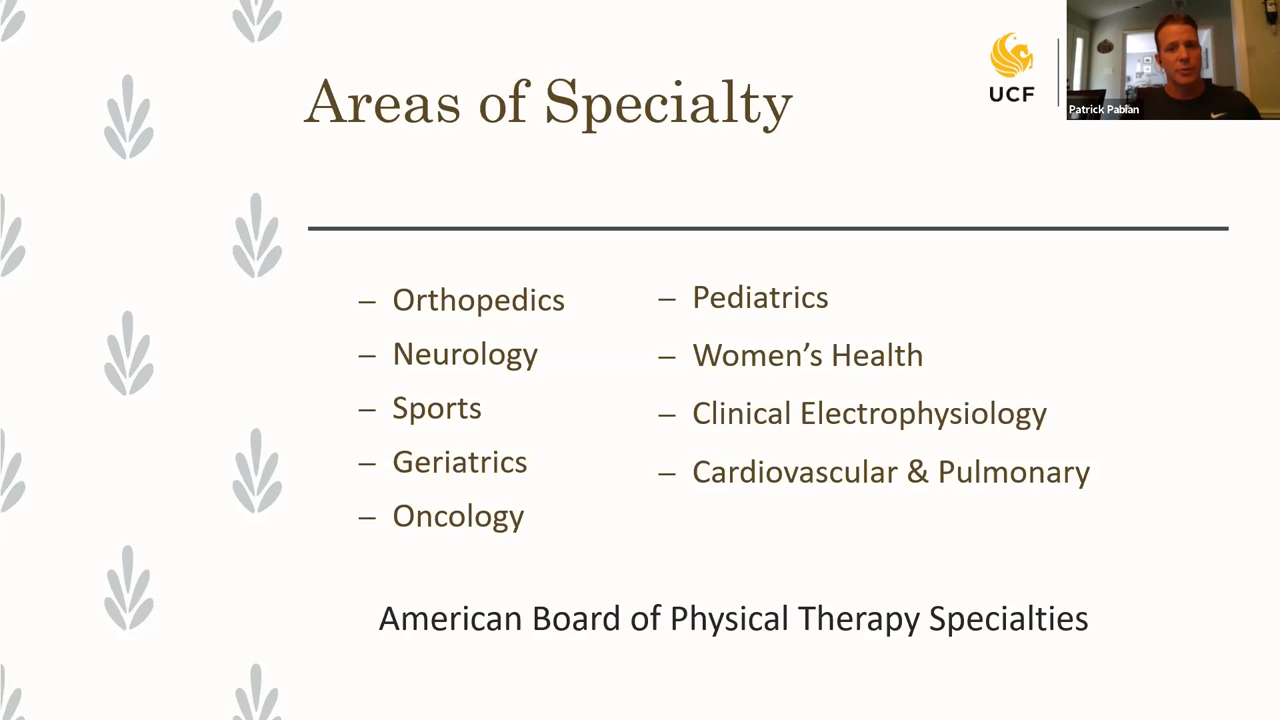 Areas of Specialty
UCF
Patrick Pabian
– Orthopedics
– Neurology
– Sports
– Geriatrics
– Oncology
– Pediatrics
– Women’s Health
– Clinical Electrophysiology
– Cardiovascular & Pulmonary
American Board of Physical Therapy Specialties